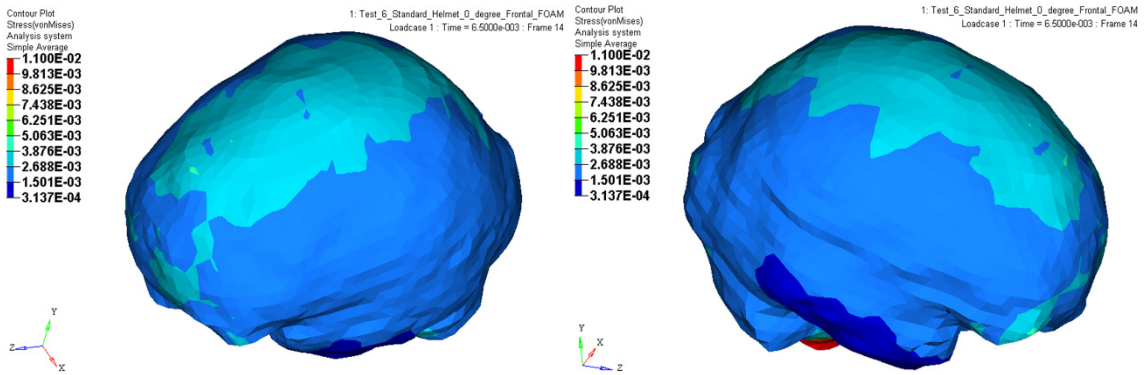 Contour Plot
Stress(vonMises)
Analysis system
Simple Average
1.100E-02
9.813E-03
8.625E-03
7.438E-03
6.251E-03
5.063E-03
3.876E-03
2.688E-03
1.501E-03
3.137E-04
1: Test_6_Standard_Helmet_0_degree_Frontal_FOAM
Loadcase 1 : Time = 6.5000e-003 : Frame 14
Y
Z
X
Contour Plot
Stress(vonMises)
Analysis system
Simple Average
1.100E-02
9.813E-03
8.625E-03
7.438E-03
6.251E-03
5.063E-03
3.876E-03
2.688E-03
1.501E-03
3.137E-04
1: Test_6_Standard_Helmet_0_degree_Frontal_FOAM
Loadcase 1 : Time = 6.5000e-003 : Frame 14
Y
X
Z